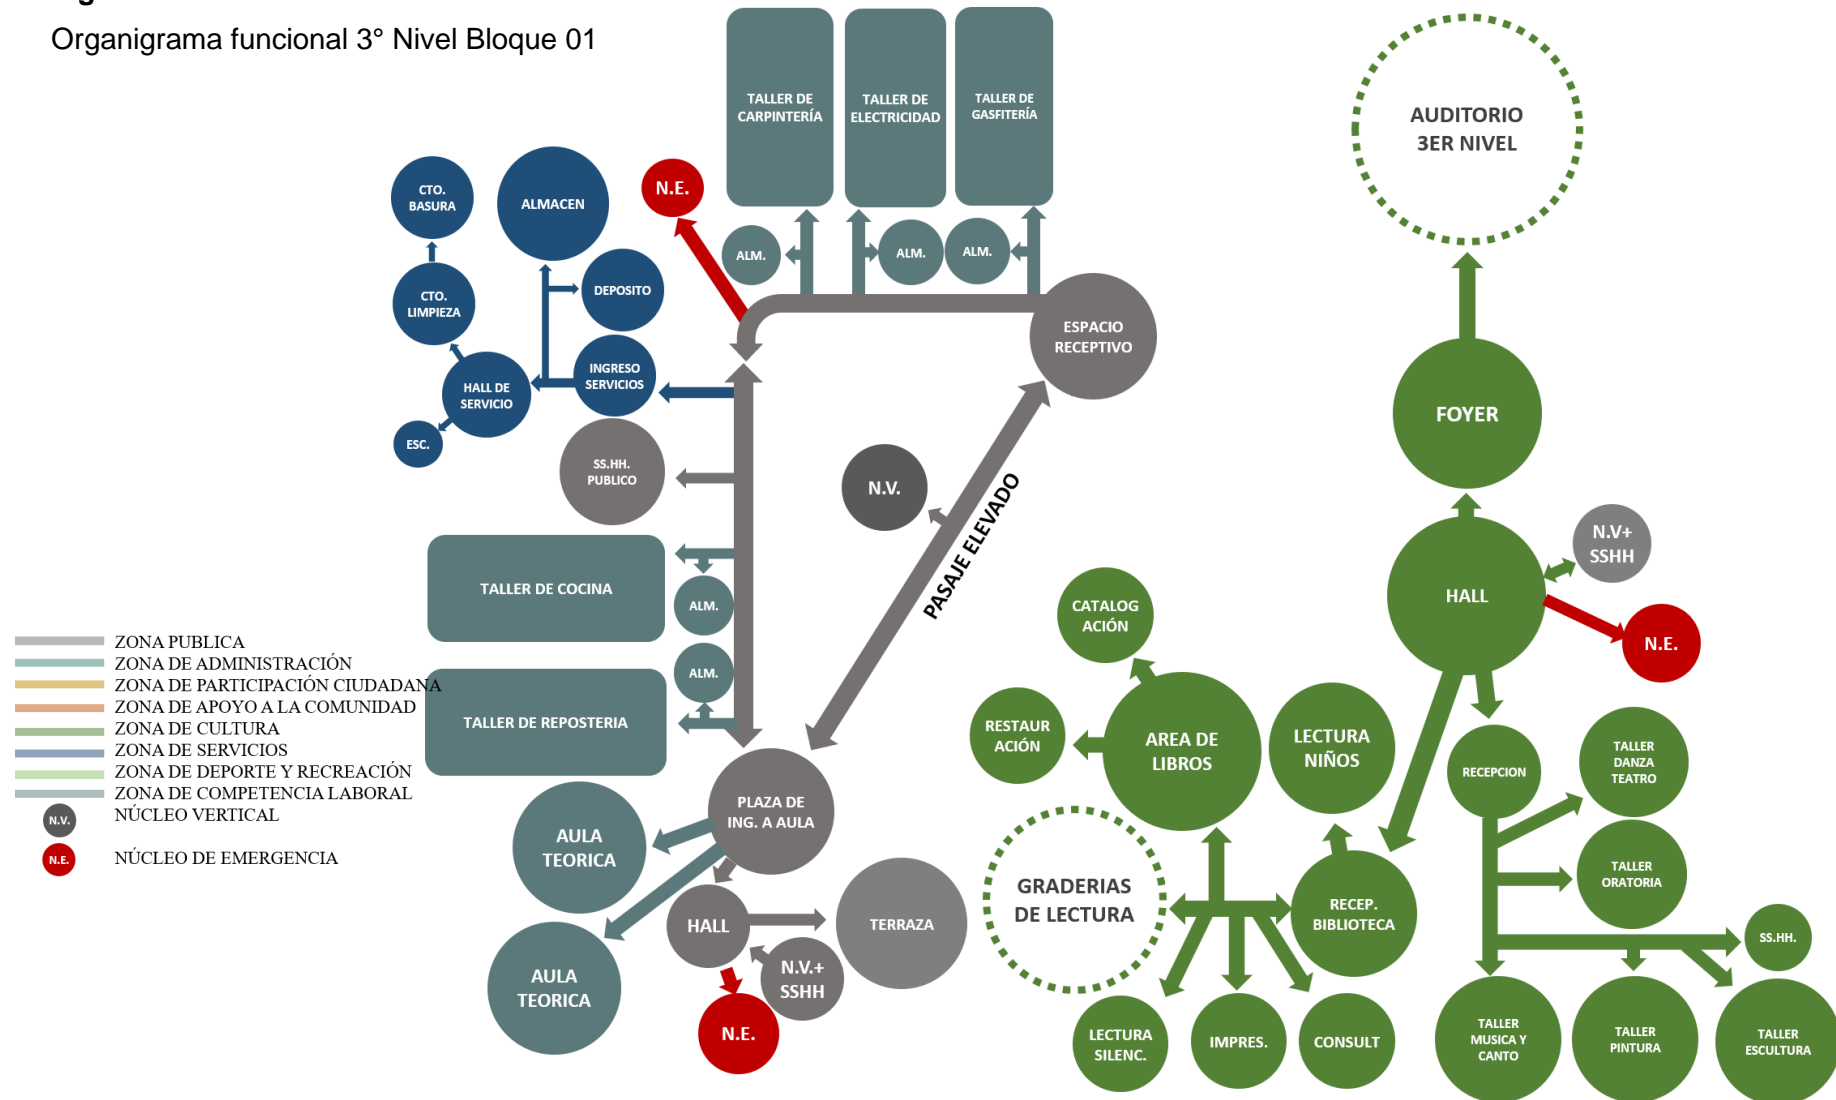 Organigrama funcional 3° Nivel Bloque 01
TALLER DE
CARPINTERÍA
TALLER DE
ELECTRICIDAD
TALLER DE
GASFITERÍA
AUDITORIO
3ER NIVEL
CTO.
BASURA
ALMACEN
N.E.
ALM.
ALM.
ALM.
CTO.
LIMPIEZA
DEPOSITO
ESPACIO
RECEPTIVO
INGRESO
SERVICIOS
HALL DE
SERVICIO
ESC.
FOYER
SS.HH.
PUBLICO
N.V.
PASAJE ELEVADO
N.V+
SSHH
HALL
N.E.
TALLER DE COCINA
ALM.
CATALOG
ACIÓN
ALM.
TALLER DE REPOSTERIA
RESTAUR
ACIÓN
AREA DE
LIBROS
LECTURA
NIÑOS
RECEPCION
TALLER
DANZA
TEATRO
ZONA PUBLICA
ZONA DE ADMINISTRACIÓN
ZONA DE PARTICIPACIÓN CIUDADANA
ZONA DE APOYO A LA COMUNIDAD
ZONA DE CULTURA
ZONA DE SERVICIOS
ZONA DE DEPORTE Y RECREACIÓN
ZONA DE COMPETENCIA LABORAL
N.V.
NÚCLEO VERTICAL
N.E.
NÚCLEO DE EMERGENCIA
PLAZA DE
ING. A AULA
AULA
TEORICA
AULA
TEORICA
HALL
TERRAZA
N.V.+
SSHH
N.E.
GRADERIAS
DE LECTURA
RECEP.
BIBLIOTECA
TALLER
ORATORIA
SS.HH.
LECTURA
SILENC.
IMPRES.
CONSULT
TALLER
MUSICA Y
CANTO
TALLER
PINTURA
TALLER
ESCULTURA